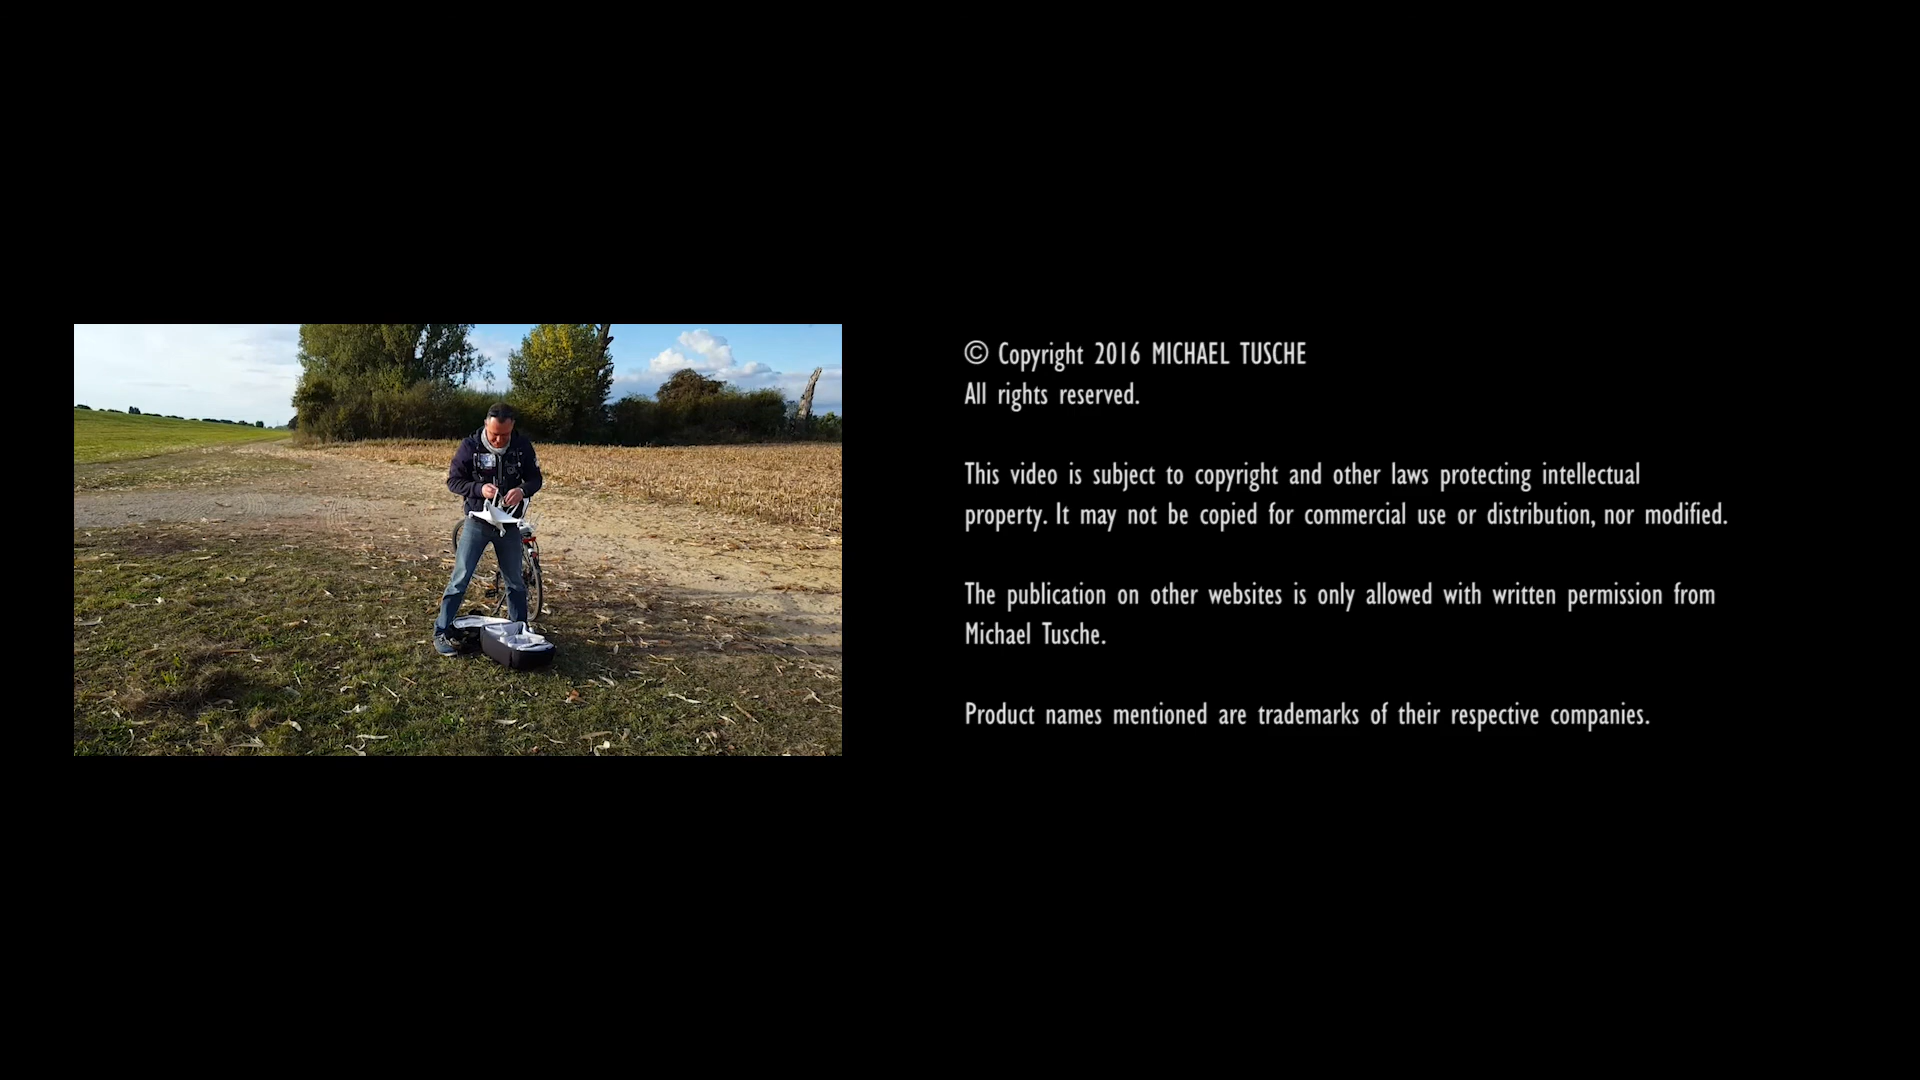 © Copyright 2016 MICHAEL TUSCHE
All rights reserved.
This video is subject to copyright and other laws protecting intellectual
property. It may not be copied for commercial use or distribution, nor modified.
The publication on other websites is only allowed with written permission from
Michael Tusche.
Product names mentioned are trademarks of their respective companies.